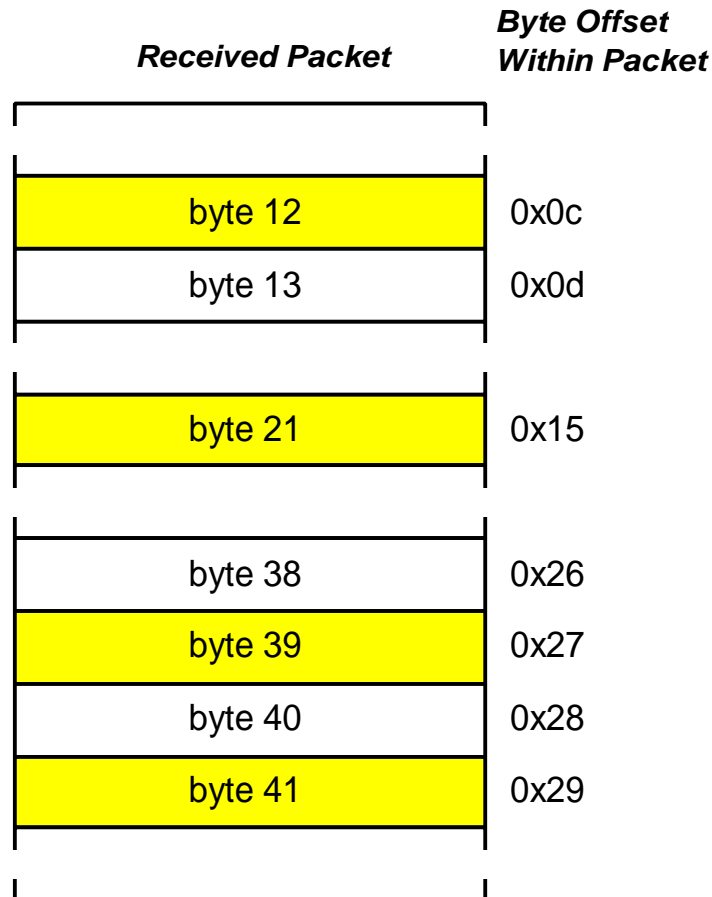 Received Packet
Byte Offset
Within Packet
byte 12 0x0c
byte 13 0x0d
byte 21 0x15
byte 38 0x26
byte 39 0x27
byte 40 0x28
byte 41 0x29